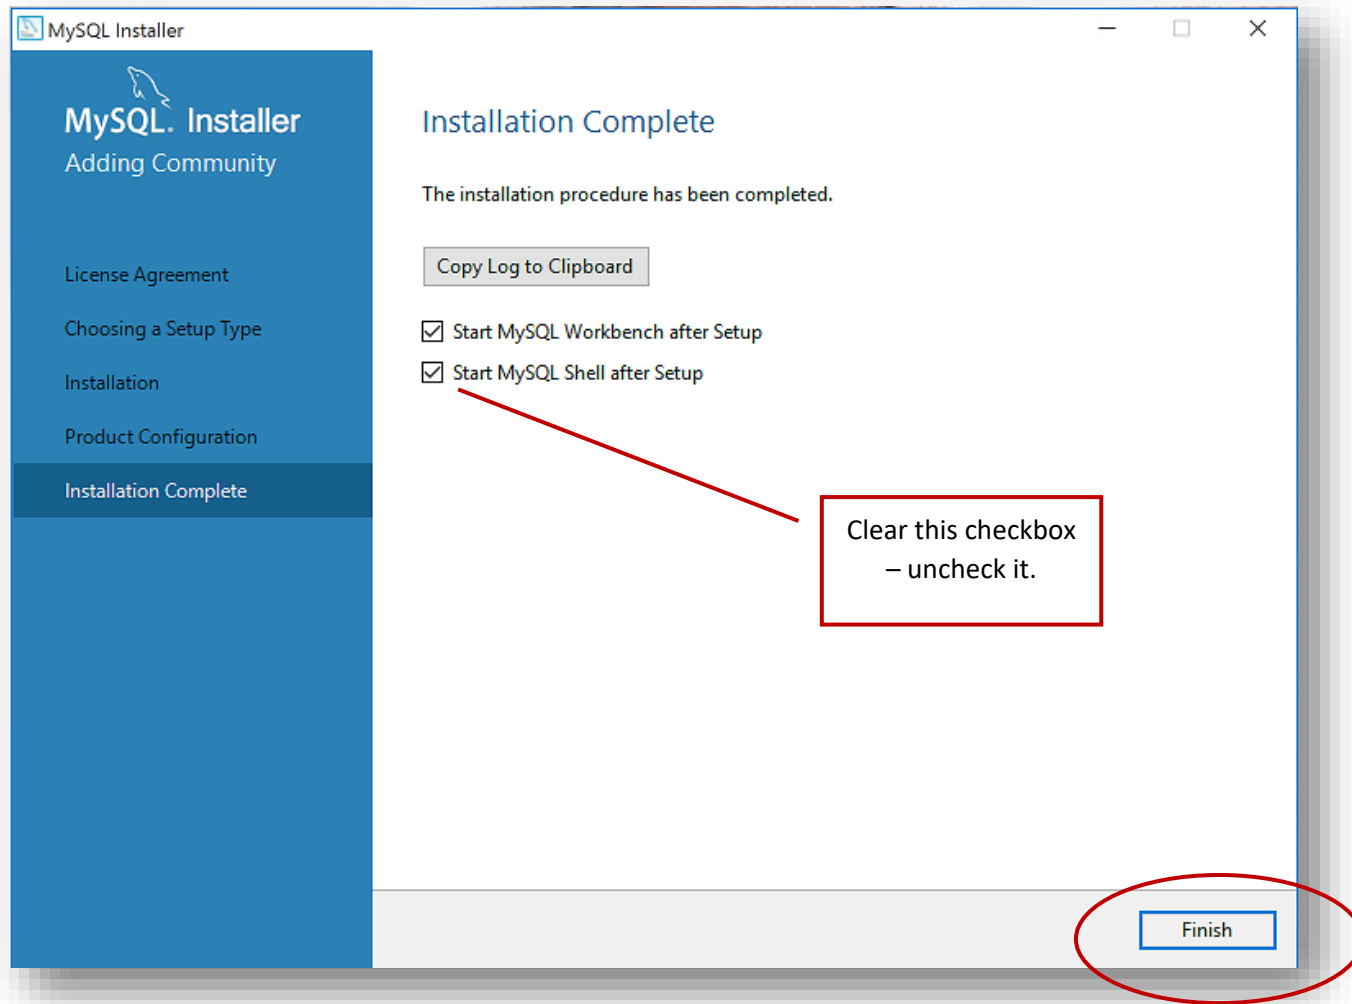 MySQL Installer
MySQL. Installer
Adding Community
License Agreement
Choosing a Setup Type
Installation
Product Configuration
Installation Complete
Installation Complete
The installation procedure has been completed.
Copy Log to Clipboard
Start MySQL Workbench after Setup
Start MySQL Shell after Setup
Clear this checkbox
– uncheck it.
Finish